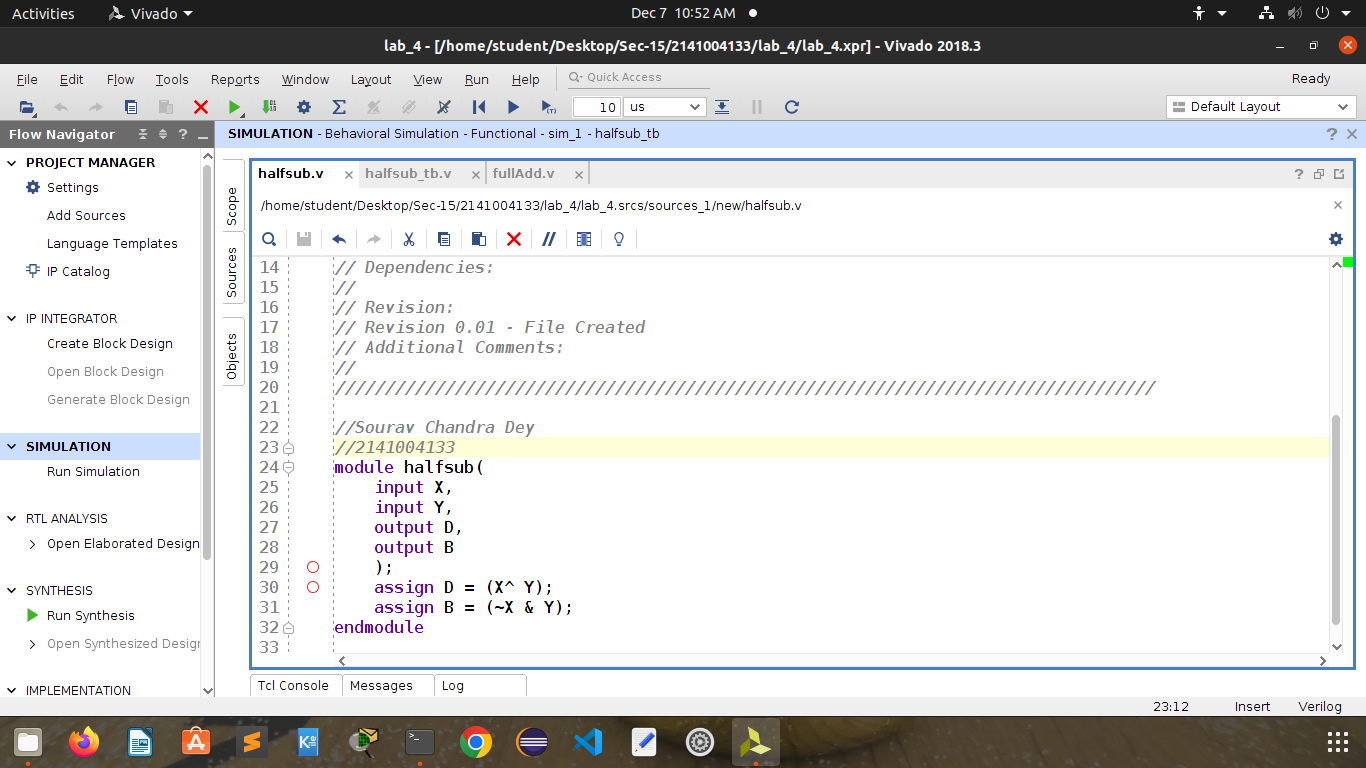 Activities
Vivado
Dec 7 10:52 AM
lab_4 - [/home/student/Desktop/Sec-15/2141004133/lab_4/lab_4.xpr] - Vivado 2018.3
File Edit Flow Tools Reports Window Layout View Run Help
Quick Access
Ready
10 us
Default Layout
Flow Navigator
SIMULATION - Behavioral Simulation - Functional - sim_1 - halfsub_tb
PROJECT MANAGER
Settings
Add Sources
Language Templates
IP Catalog
IP INTEGRATOR
Create Block Design
Open Block Design
Generate Block Design
SIMULATION
Run Simulation
RTL ANALYSIS
Open Elaborated Design
SYNTHESIS
Run Synthesis
Open Synthesized Desigr
IMPLEMENTATION
Scope
Sources
Objects
halfsub.v
halfsub_tb.v
fullAdd.v
/home/student/Desktop/Sec-15/2141004133/lab_4/lab_4.srcs/sources_1/new/halfsub.v
14 // Dependencies:
15 //
16 // Revision:
17 // Revision 0.01 - File Created
18 // Additional Comments:
19 //
20 //////////////////////////////////////////////////////////////////////////////////
21
22 //Sourav Chandra Dey
23 //2141004133
24 module halfsub(
25 input X,
26 input Y,
27 output D,
28 output B
29 );
30 assign D = (X^ Y);
31 assign B = (~X & Y);
32 endmodule
33
Tcl Console
Messages
Log
23:12
Insert
Verilog